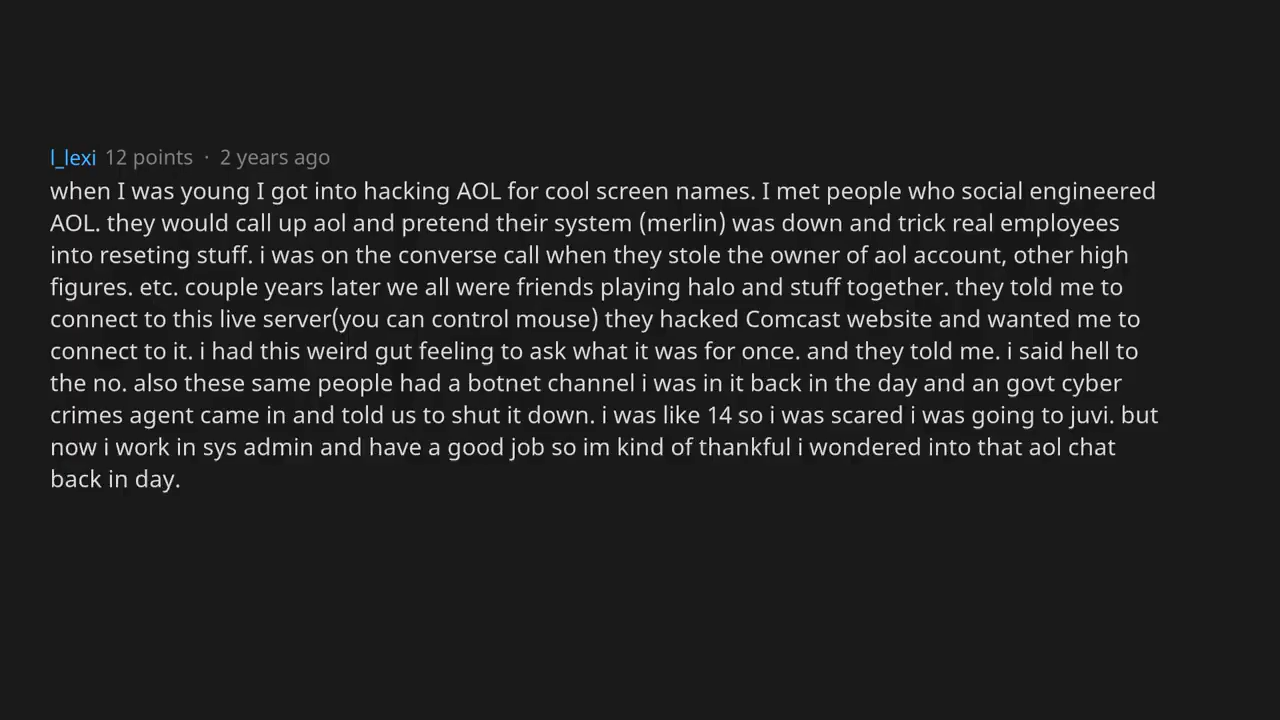 l_lexi 12 points · 2 years ago
when I was young I got into hacking AOL for cool screen names. I met people who social engineered
AOL. they would call up aol and pretend their system (merlin) was down and trick real employees
into reseting stuff. i was on the converse call when they stole the owner of aol account, other high
figures. etc. couple years later we all were friends playing halo and stuff together. they told me to
connect to this live server(you can control mouse) they hacked Comcast website and wanted me to
connect to it. i had this weird gut feeling to ask what it was for once. and they told me. i said hell to
the no. also these same people had a botnet channel i was in it back in the day and an govt cyber
crimes agent came in and told us to shut it down. i was like 14 so i was scared i was going to juvi. but
now i work in sys admin and have a good job so im kind of thankful i wondered into that aol chat
back in day.